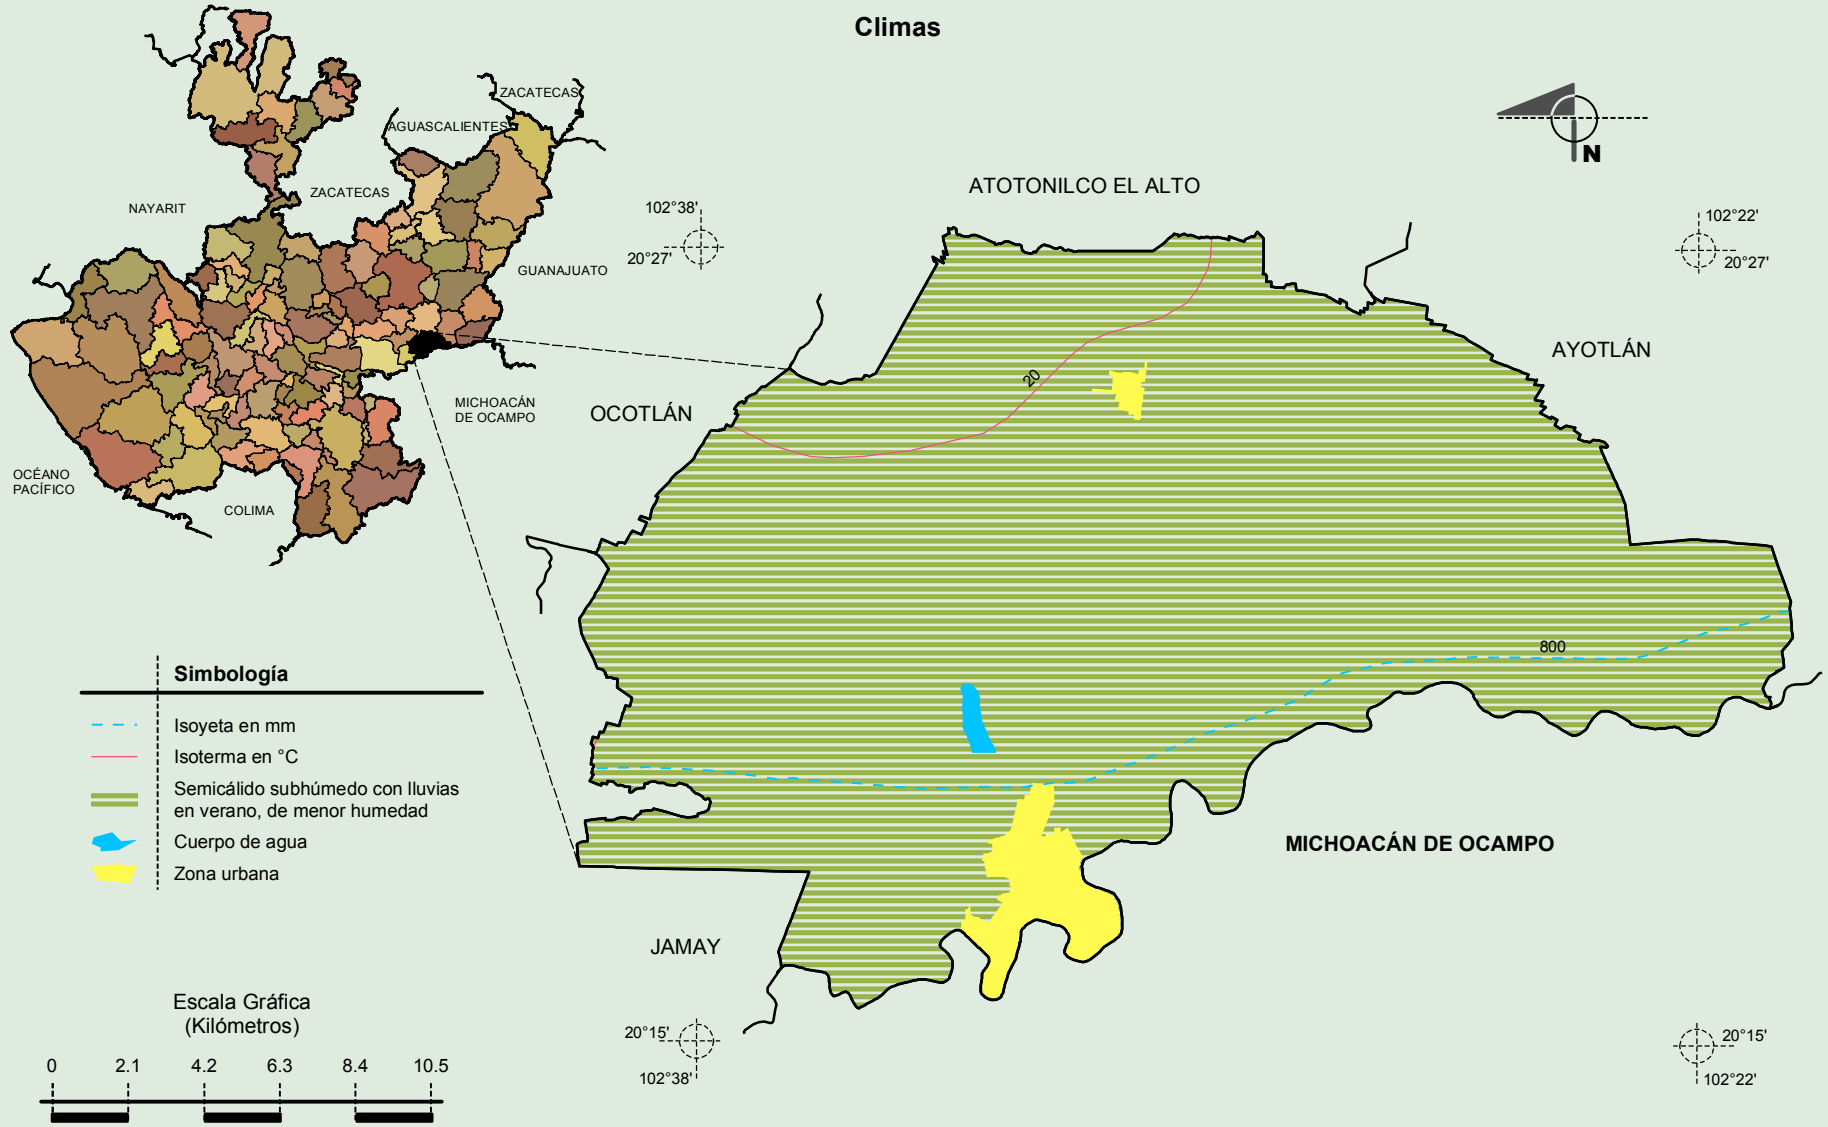 Climas
ZACATECAS
AGUASCALIENTES
ZACATECAS
NAYARIT
GUANAJUATO
MICHOACÁN
DE OCAMPO
OCÉANO
PACÍFICO
COLIMA
N
ATOTONILCO EL ALTO
102°38'
20°27'
102°22'
20°27'
AYOTLÁN
OCOTLÁN
20
800
MICHOACÁN DE OCAMPO
JAMAY
20°15'
102°38'
20°15'
102°22'
Simbología
Isoyeta en mm
Isoterma en °C
Semicálido subhúmedo con lluvias
en verano, de menor humedad
Cuerpo de agua
Zona urbana
Escala Gráfica
(Kilómetros)
0 2.1 4.2 6.3 8.4 10.5